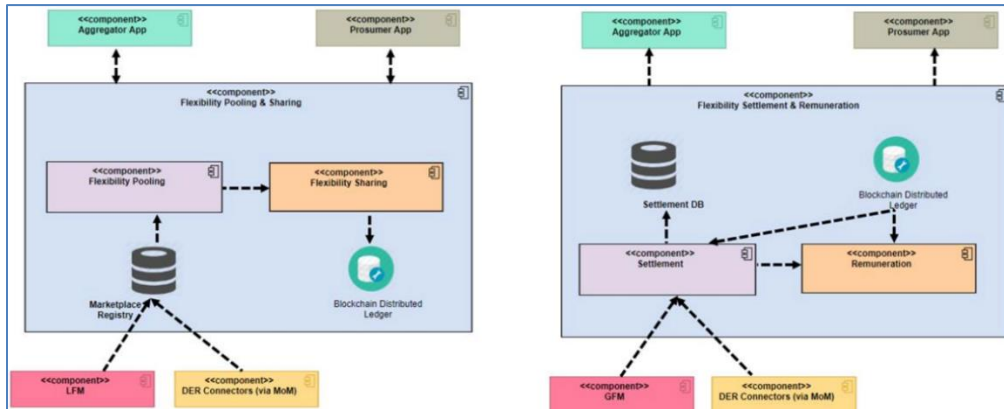 <<component>>
Aggregator App
<<component>>
Prosumer App
<<component>>
Flexibility Pooling & Sharing
<<component>>
Flexibility Pooling
<<component>>
Flexibility Sharing
Marketplace
Registry
Blockchain Distributed
Ledger
<<component>>
LFM
<<component>>
DER Connectors (via MoM)
<<component>>
Aggregator App
<<component>>
Prosumer App
<<component>>
Flexibility Settlement & Remuneration
Settlement DB
Blockchain Distributed
Ledger
<<component>>
Settlement
<<component>>
Remuneration
<<component>>
GFM
<<component>>
DER Connectors (via MoM)